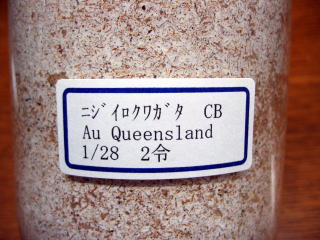 ﾆｼﾞｲﾛｸﾜｶﾞﾀ CB
Au Queensland
1/28 2令